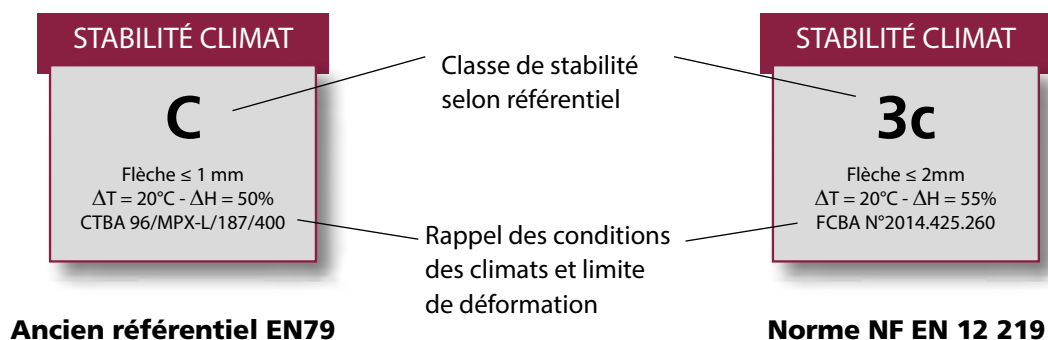 STABILITÉ CLIMAT
C
Flèche ≤ 1 mm
ΔT = 20°C - ΔH = 50%
CTBA 96/MPX-L/187/400
Ancien référentiel EN79
Classe de stabilité
selon référentiel
Rappel des conditions
des climats et limite
de déformation
STABILITÉ CLIMAT
3c
Flèche ≤ 2mm
ΔT = 20°C - ΔH = 55%
FCBA N°2014.425.260
Norme NF EN 12 219